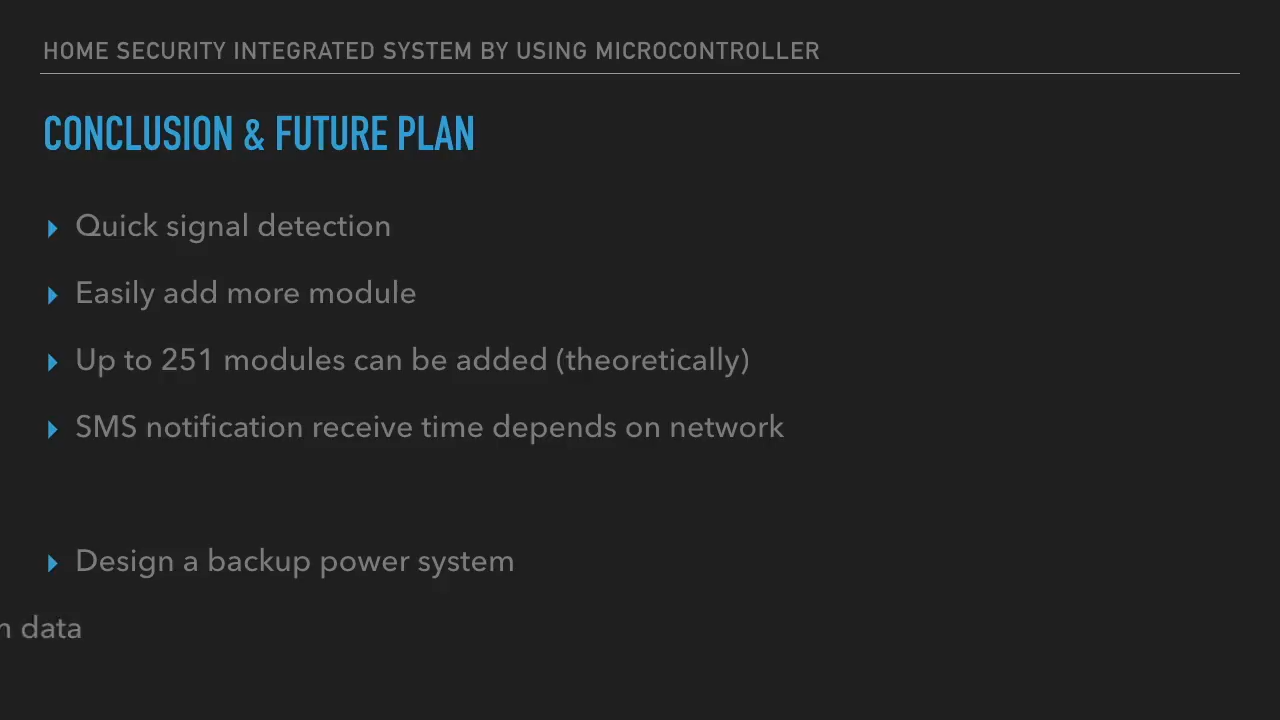 HOME SECURITY INTEGRATED SYSTEM BY USING MICROCONTROLLER
CONCLUSION & FUTURE PLAN
Quick signal detection
Easily add more module
Up to 251 modules can be added (theoretically)
SMS notification receive time depends on network
Design a backup power system
data